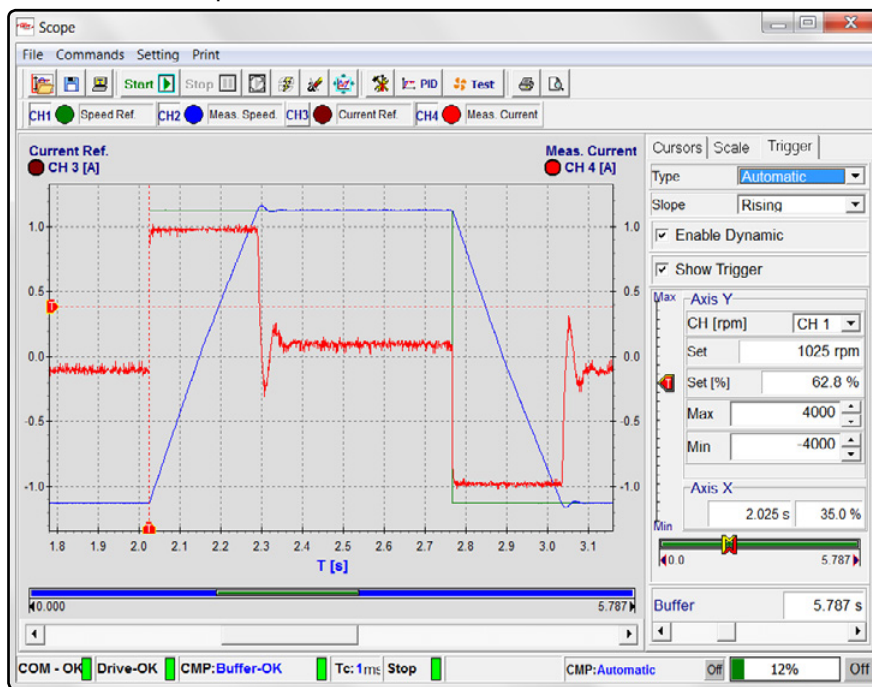 Scope
File Commands Setting Print
Start Stop PID Test
CH1 Speed Ref. CH2 Meas. Speed. CH3 Current Ref. CH4 Meas. Current
Current Ref.
CH 3 [A]
Meas. Current
CH 4 [A]
1.0
0.5
0.0
-0.5
-1.0
1.0
0.5
0.0
-0.5
-1.0
T
T
1.8 1.9 2.0 2.1 2.2 2.3 2.4 2.5 2.6 2.7 2.8 2.9 3.0 3.1
T [s]
0.000 5.787
Cursors Scale Trigger
Type Automatic
Slope Rising
Enable Dynamic
Show Trigger
Max Axis Y
CH [rpm] CH 1
Set 1025 rpm
T Set [%] 62.8 %
Max 4000
Min -4000
Axis X
2.025 s 35.0 %
Min
0.0 5.787
Buffer 5.787 s
COM - OK Drive-OK CMP:Buffer-OK Tc:1ms Stop CMP:Automatic Off 12% Off